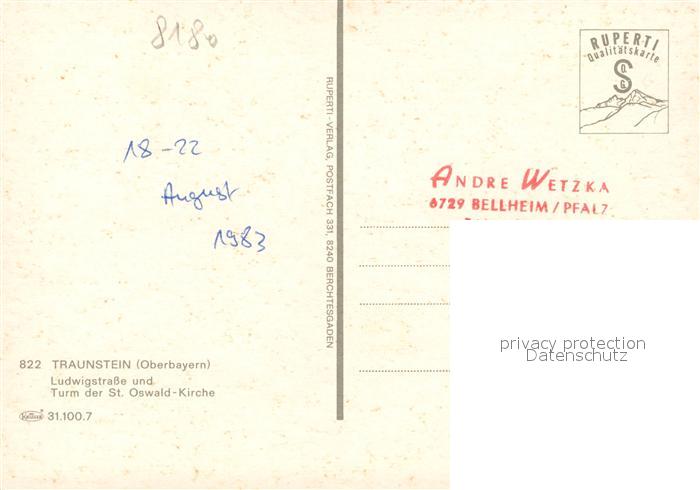 8180
18-22
August
1983
RUPERTI-VERLAG, POSTFACH 331, 8240 BERCHTESGADEN
822 TRAUNSTEIN (Oberbayern)
Ludwigstraße und
Turm der St. Oswald-Kirche
31.100.7
RUPERTI
Qualitätskarte
O.
S
G.
ANDRE WETZKA
6729 BELLHEIM/PFALZ
privacy protection
Datenschutz